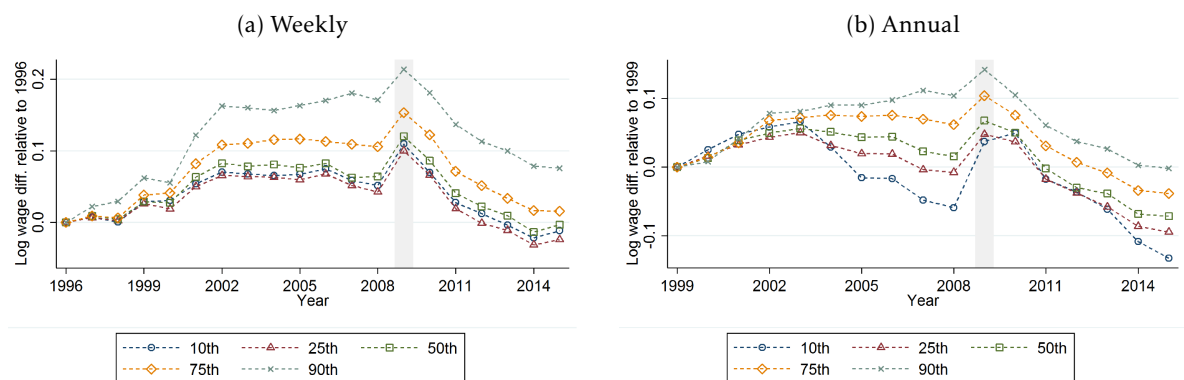 (a) Weekly
Log wage diff. relative to 1996
0.2
0.1
0.0
1996 1999 2002 2005 2008 2011 2014
Year
10th 25th 50th
75th 90th
(b) Annual
Log wage diff. relative to 1999
0.1
0.0
-0.1
1999 2002 2005 2008 2011 2014
Year
10th 25th 50th
75th 90th